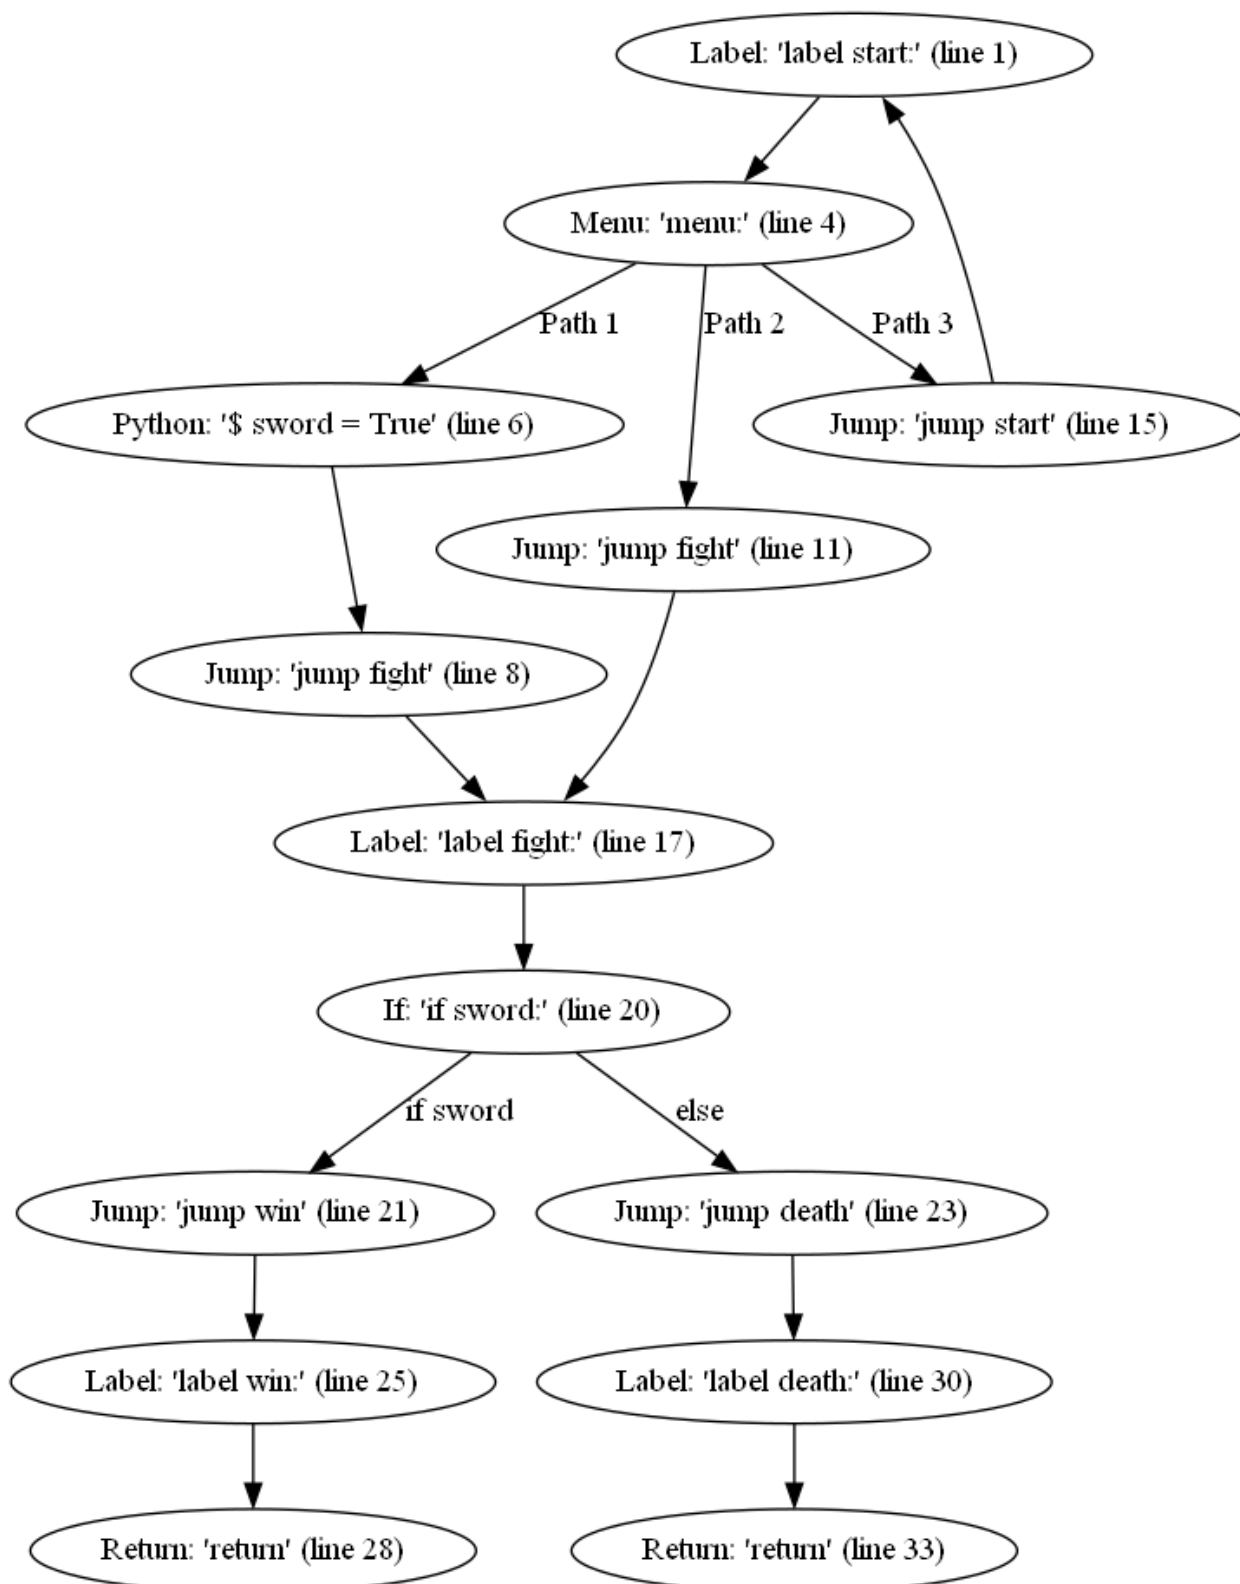 Label: 'label start:' (line 1)
Menu: 'menu:' (line 4)
Path 1
Path 2
Path 3
Python: '$ sword = True' (line 6)
Jump: 'jump start' (line 15)
Jump: 'jump fight' (line 11)
Jump: 'jump fight' (line 8)
Label: 'label fight:' (line 17)
If: 'if sword:' (line 20)
if sword
else
Jump: 'jump win' (line 21)
Jump: 'jump death' (line 23)
Label: 'label win:' (line 25)
Label: 'label death:' (line 30)
Return: 'return' (line 28)
Return: 'return' (line 33)